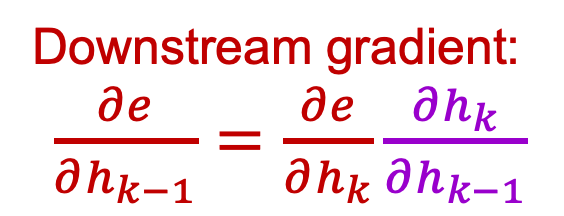 Downstream gradient:
∂e/∂h_{k−1} = ∂e/∂h_k ∂h_k/∂h_{k−1}